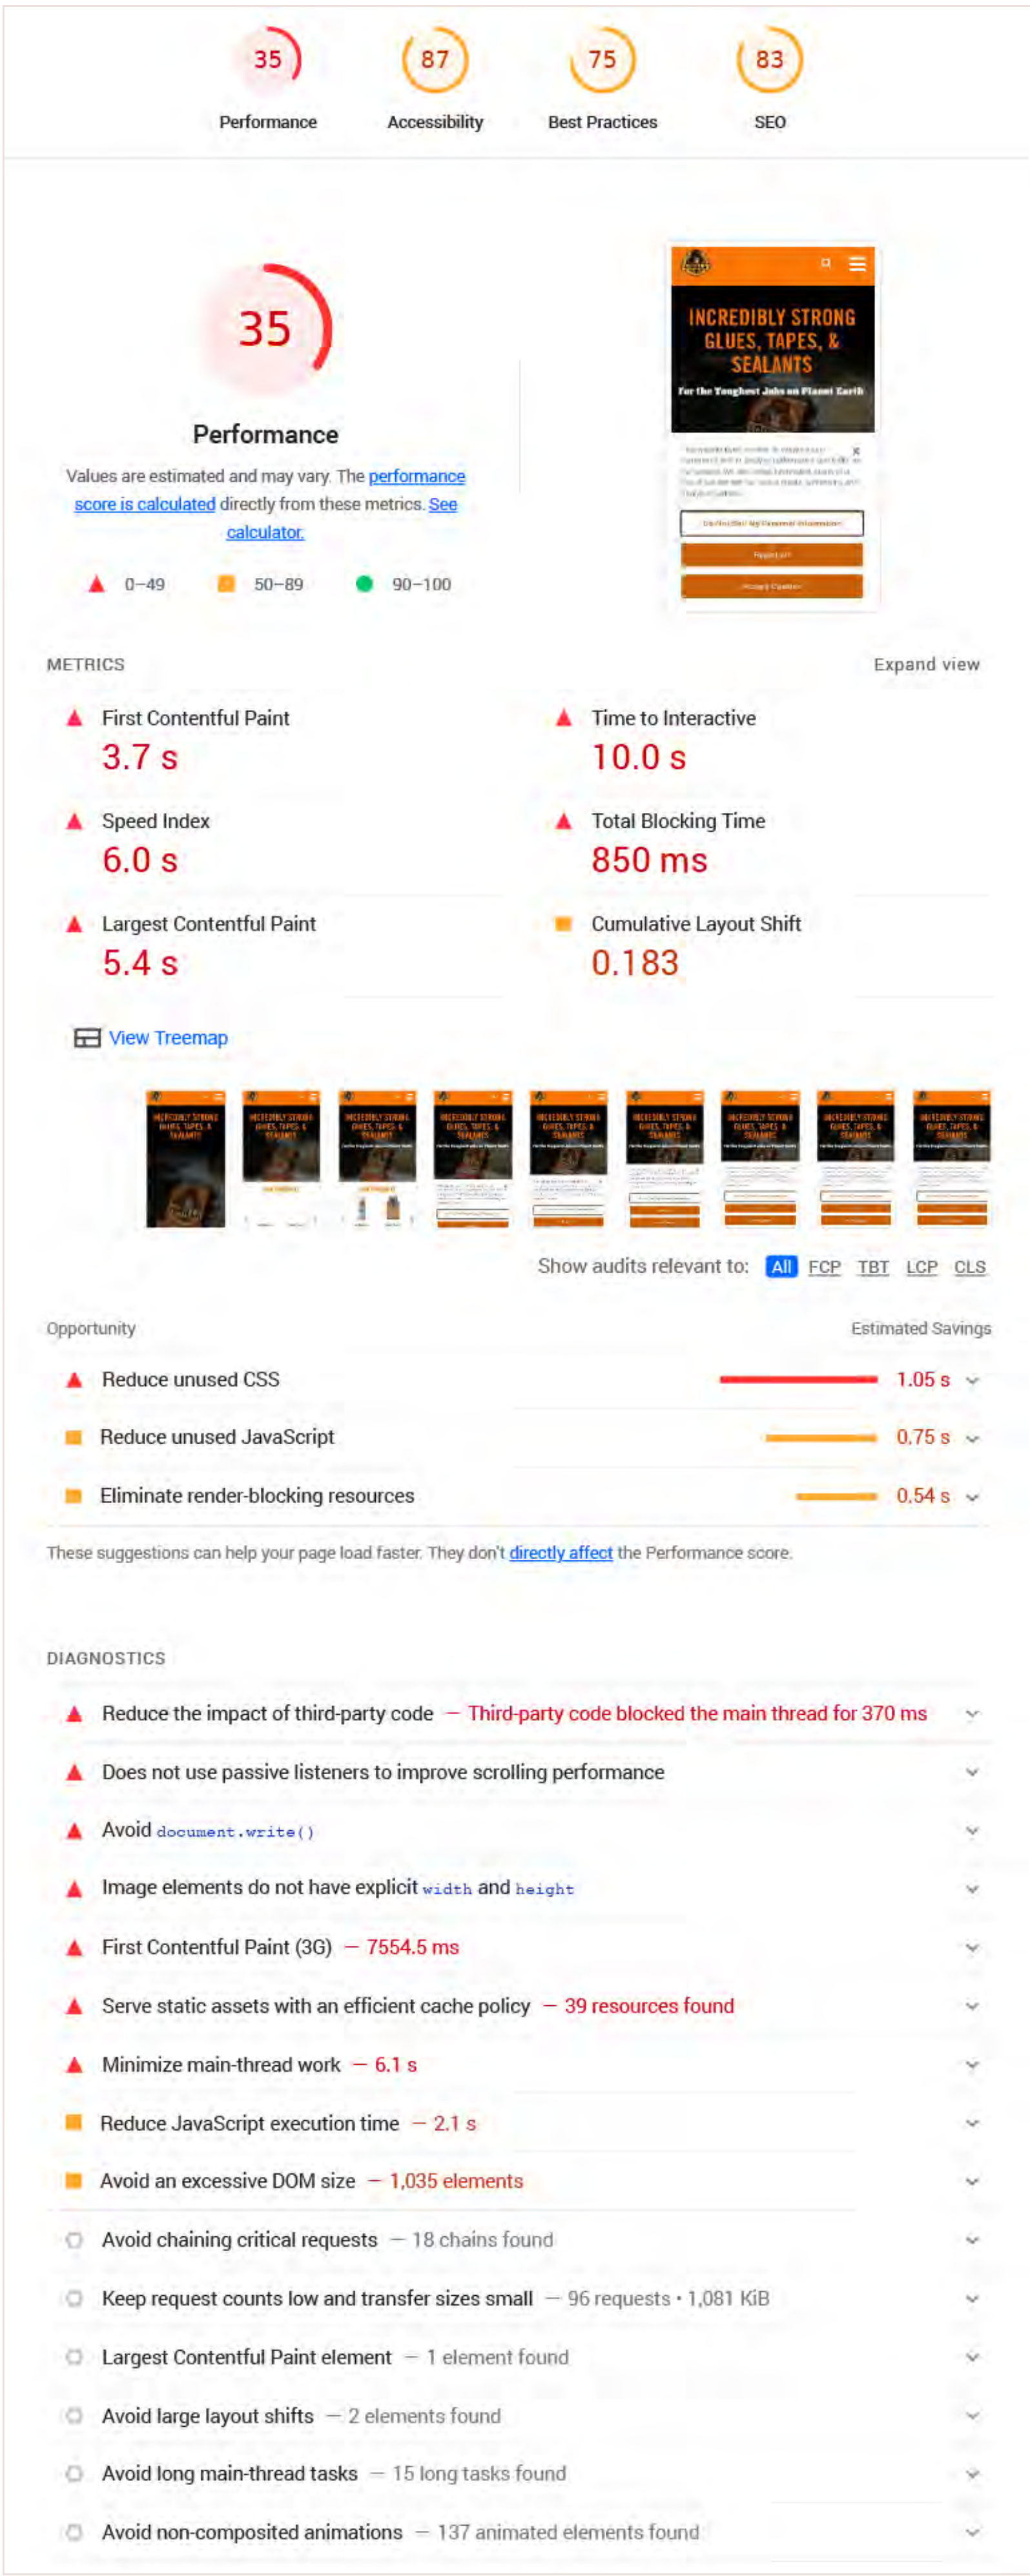 35
87
75
83
Performance
Accessibility
Best Practices
SEO
35
Performance
Values are estimated and may vary. The performance
score is calculated directly from these metrics. See
calculator.
0–49
50–89
90–100
INCREDIBLY STRONG
GLUES, TAPES, &
SEALANTS
For the Toughest Jobs on Planet Earth
Do Not Sell My Personal Information
Reject All
Accept Cookies
METRICS
Expand view
First Contentful Paint
3.7 s
Time to Interactive
10.0 s
Speed Index
6.0 s
Total Blocking Time
850 ms
Largest Contentful Paint
5.4 s
Cumulative Layout Shift
0.183
View Treemap
Show audits relevant to: All FCP TBT LCP CLS
Opportunity
Estimated Savings
Reduce unused CSS
1.05 s
Reduce unused JavaScript
0.75 s
Eliminate render-blocking resources
0.54 s
These suggestions can help your page load faster. They don't directly affect the Performance score.
DIAGNOSTICS
Reduce the impact of third-party code — Third-party code blocked the main thread for 370 ms
Does not use passive listeners to improve scrolling performance
Avoid document.write()
Image elements do not have explicit width and height
First Contentful Paint (3G) — 7554.5 ms
Serve static assets with an efficient cache policy — 39 resources found
Minimize main-thread work — 6.1 s
Reduce JavaScript execution time — 2.1 s
Avoid an excessive DOM size — 1,035 elements
Avoid chaining critical requests — 18 chains found
Keep request counts low and transfer sizes small — 96 requests • 1,081 KiB
Largest Contentful Paint element — 1 element found
Avoid large layout shifts — 2 elements found
Avoid long main-thread tasks — 15 long tasks found
Avoid non-composited animations — 137 animated elements found